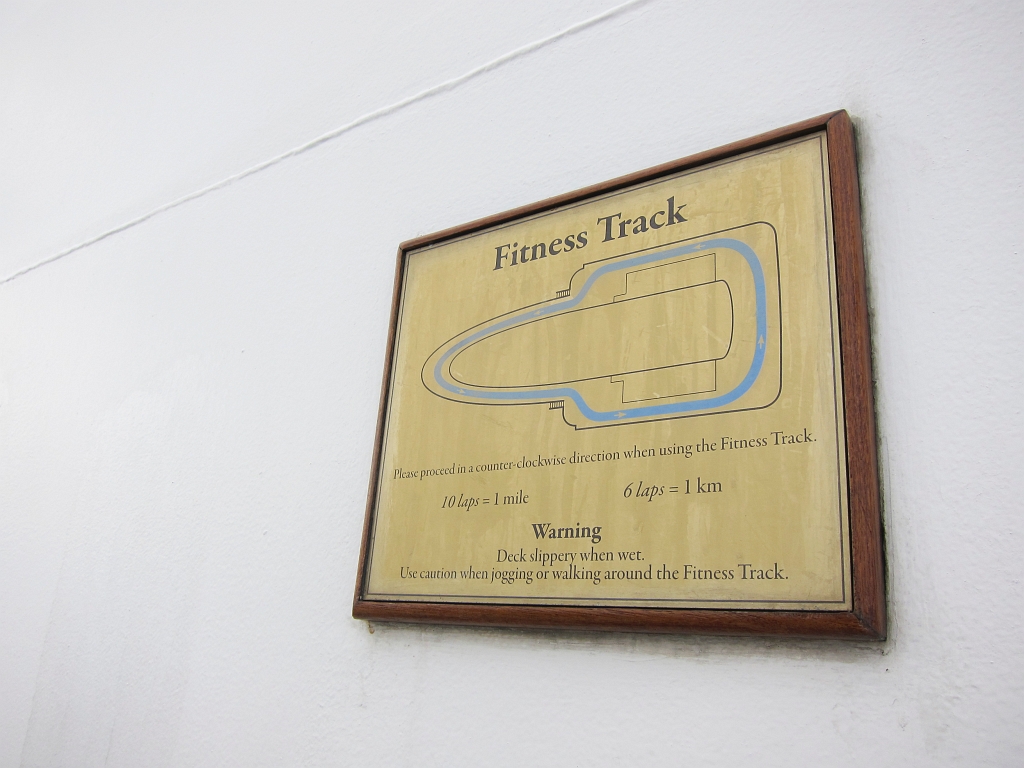 Fitness Track
Please proceed in a counter-clockwise direction when using the Fitness Track.
10 laps = 1 mile 6 laps = 1 km
Warning
Deck slippery when wet.
Use caution when jogging or walking around the Fitness Track.